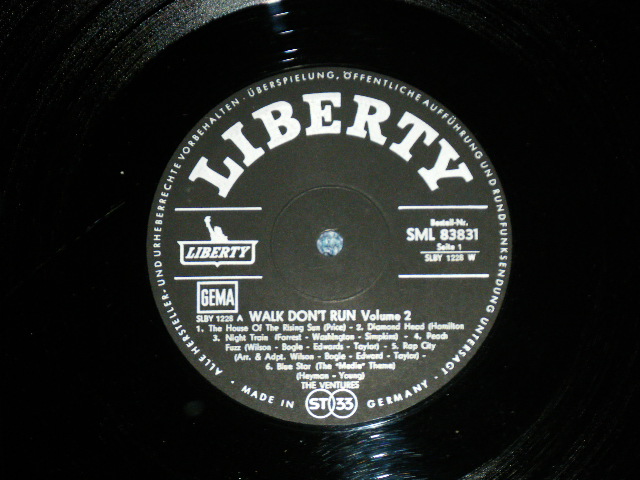 ALLE HERSTELLER- UND URHEBERRECHTE VORBEHALTEN · ÜBERSPIELUNG, ÖFFENTLICHE AUFFÜHRUNG UND RUNDFUNKSENDUNG UNTERSAGT.
LIBERTY
LIBERTY
Bestell-Nr.
SML 83831
Seite 1
SLBY 1228 W
GEMA
SLBY 1228 A WALK DON'T RUN Volume 2
1. The House Of The Rising Sun (Price) - 2. Diamond Head (Hamilton
3. Night Train (Forrest - Washington - Simpkins) - 4. Peach
Fuzz (Wilson - Bogle - Edwards - Taylor) - 5. Rap City
(Arr. & Adpt. Wilson - Bogle - Edward - Taylor) -
6. Blue Star (The "Medic" Theme)
(Heyman - Young)
THE VENTURES
MADE IN ST 33 GERMANY